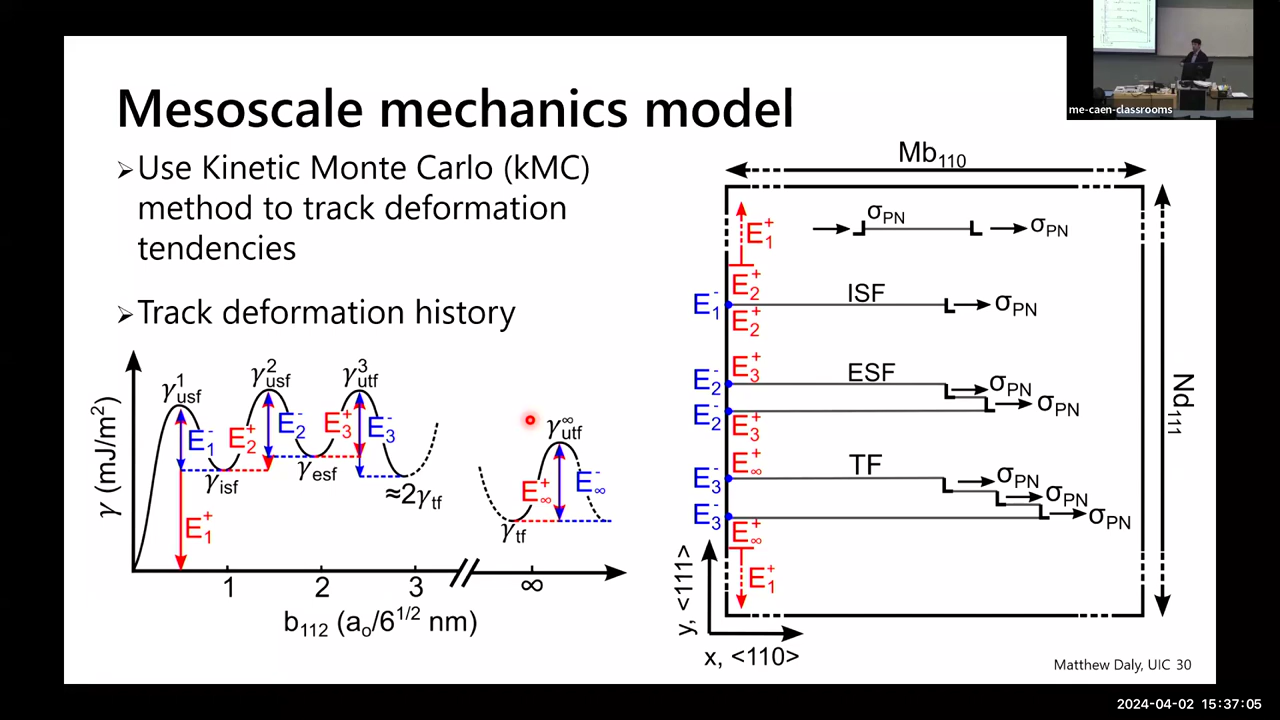 me-caen-classrooms
Mesoscale mechanics model
➢Use Kinetic Monte Carlo (kMC)
method to track deformation
tendencies
➢Track deformation history
γ (mJ/m²)
γ¹usf
γ²usf
γ³utf
γ∞utf
E₁⁻
E₂⁺
E₂⁻
E₃⁺
E₃⁻
γisf
γesf
≈2γtf
E₁⁺
E∞⁺
E∞⁻
γtf
1
2
3
∞
b₁₁₂ (aₒ/6^1/2 nm)
Mb₁₁₀
Nd₁₁₁
E₁⁺
σPN
σPN
E₂⁺
E₁⁻
ISF
σPN
E₂⁺
E₃⁺
E₂⁻
ESF
σPN
E₂⁻
σPN
E₃⁺
E∞⁺
TF
E₃⁻
σPN
σPN
E₃⁻
σPN
E∞⁺
E₁⁺
y, <111>
x, <110>
Matthew Daly, UIC 30
2024-04-02 15:37:05